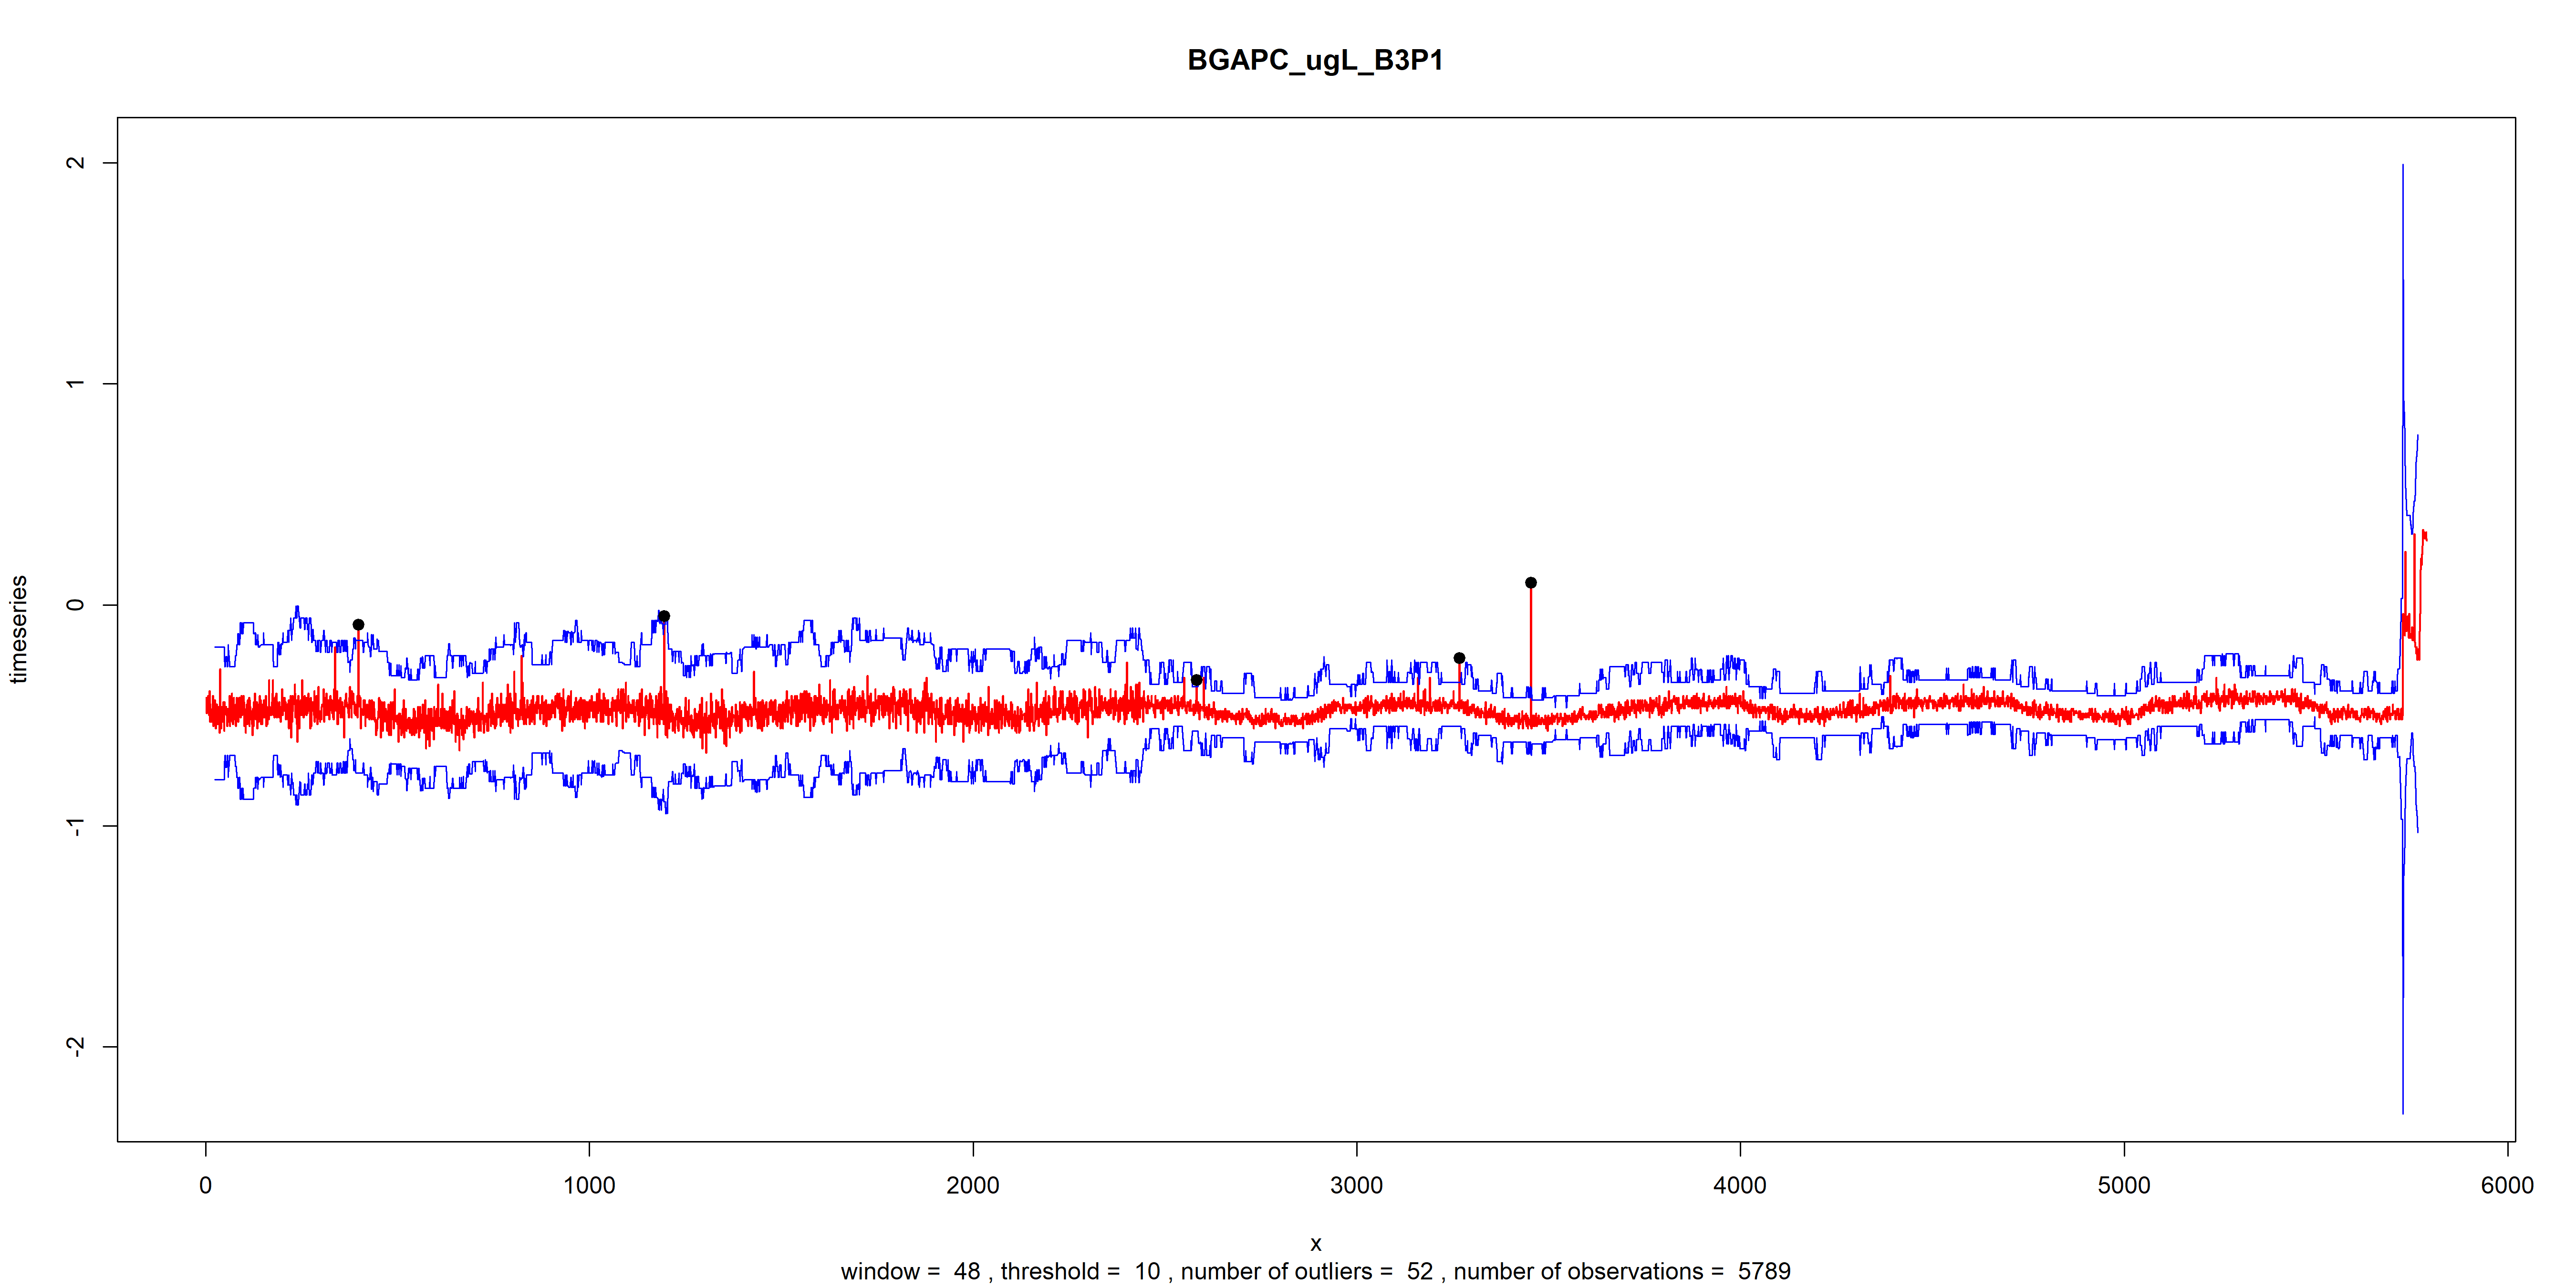 BGAPC_ugL_B3P1
timeseries
2
1
0
-1
-2
0 1000 2000 3000 4000 5000 6000
x
window = 48 , threshold = 10 , number of outliers = 52 , number of observations = 5789